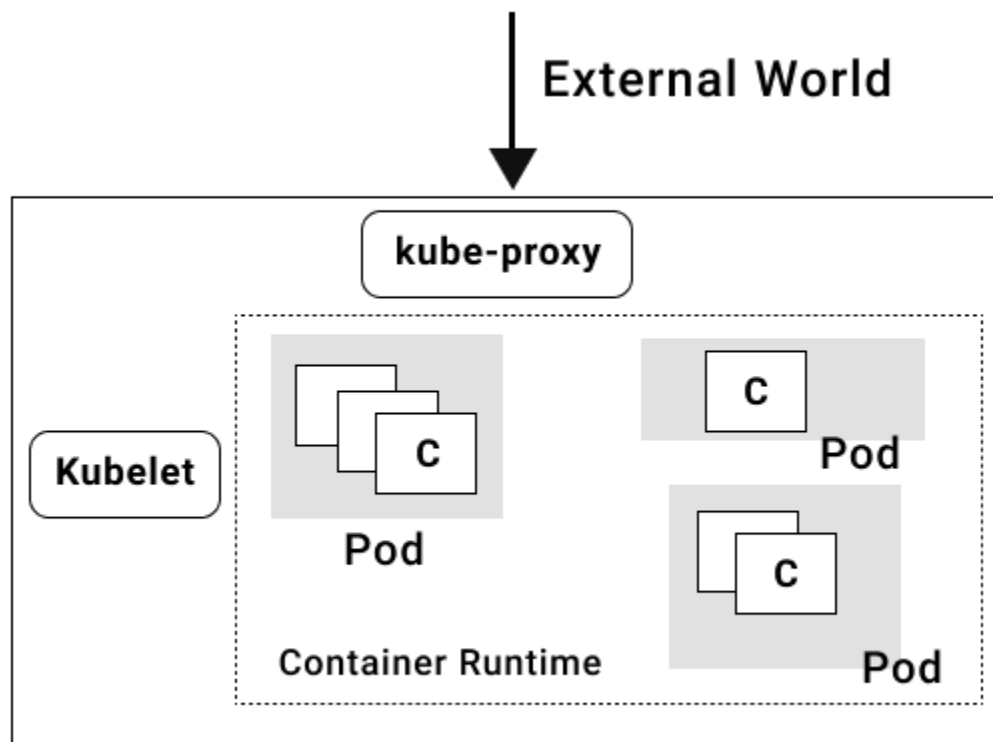 External World
kube-proxy
C
C
Pod
Kubelet
Pod
C
Container Runtime
Pod